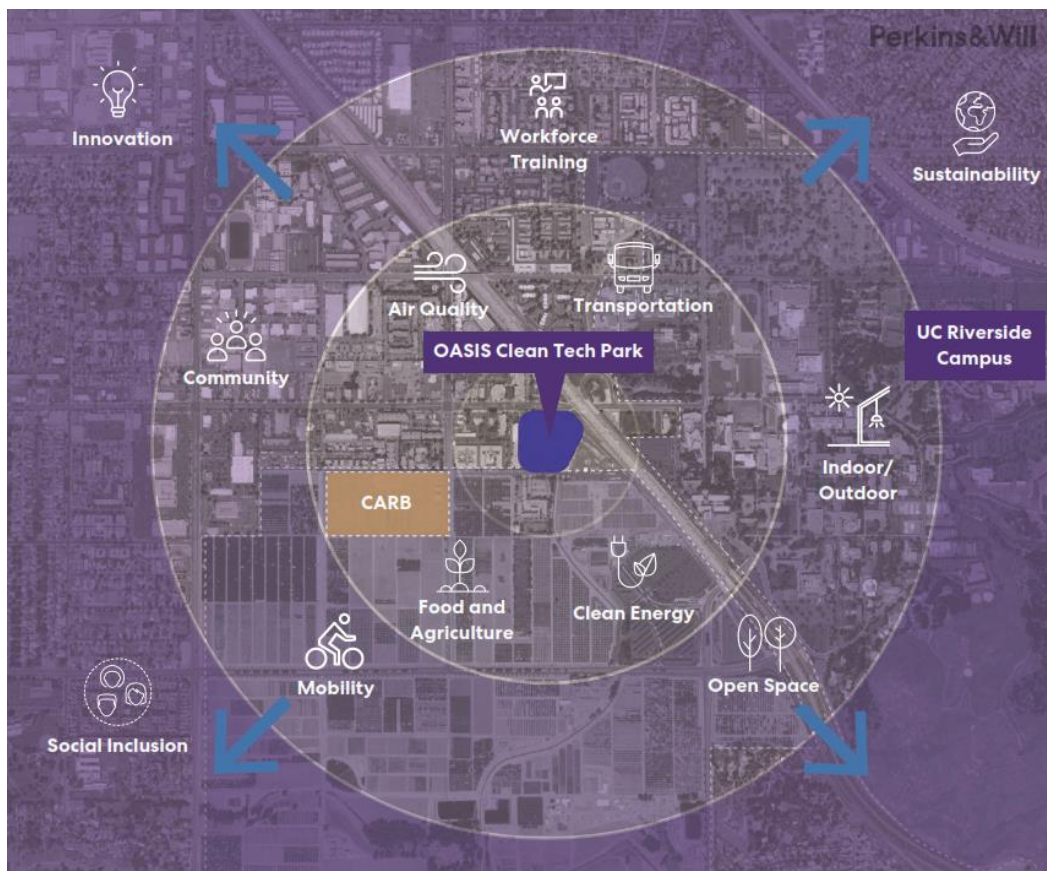 Perkins&Will
Innovation
Workforce
Training
Sustainability
Air Quality
Transportation
OASIS Clean Tech Park
UC Riverside
Campus
Community
Indoor/
Outdoor
CARB
Food and
Agriculture
Clean Energy
Mobility
Open Space
Social Inclusion